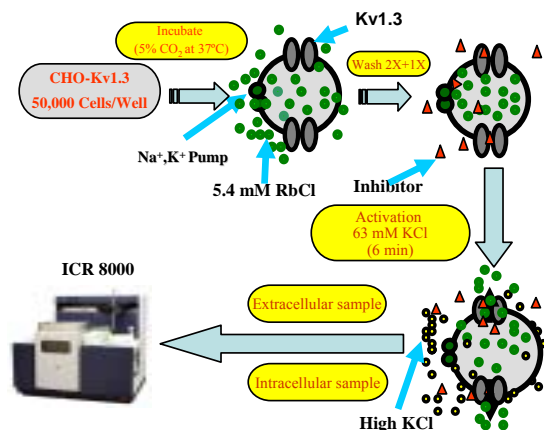 Incubate
(5% CO2 at 37ºC)
Kv1.3
CHO-Kv1.3
50,000 Cells/Well
Wash 2X+1X
Na+,K+ Pump
5.4 mM RbCl
Inhibitor
Activation
63 mM KCl
(6 min)
ICR 8000
Extracellular sample
Intracellular sample
High KCl